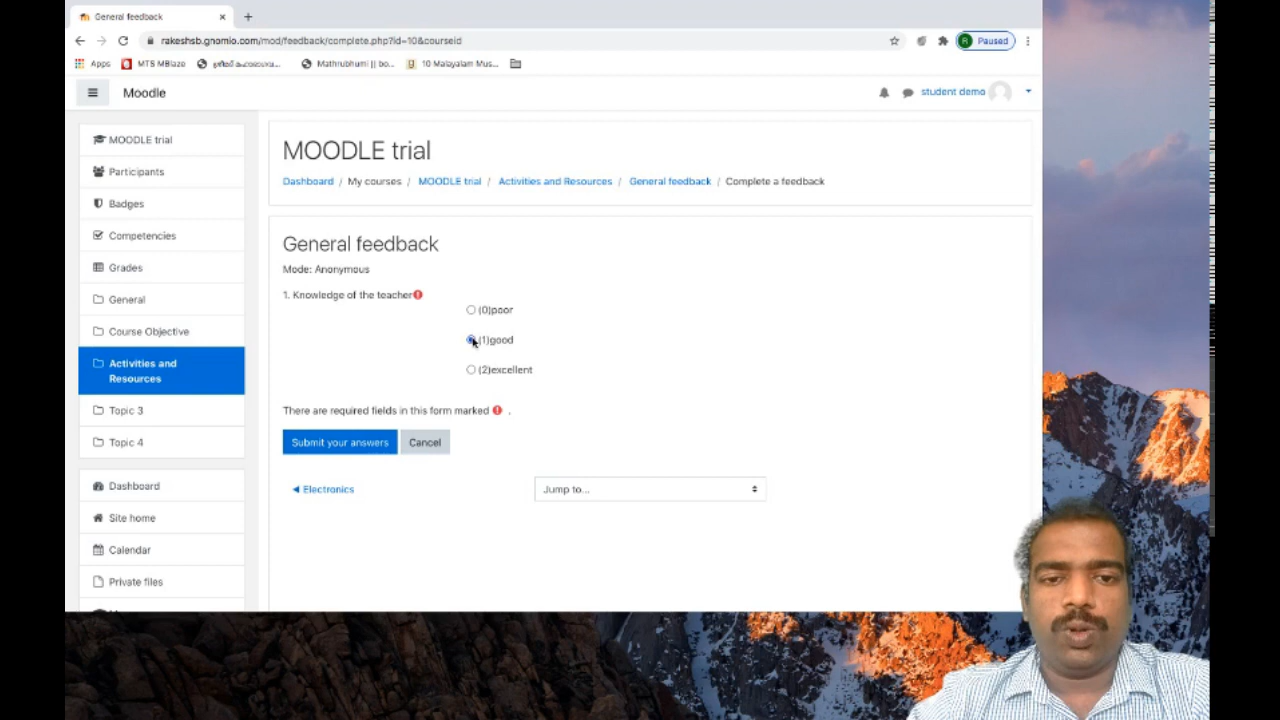 General feedback
rakeshsb.gnomio.com/mod/feedback/complete.php?id=10&courseid
R Paused
Apps MTS MBlaze Mathrubhumi || bo... 10 Malayalam Mus...
Moodle
student demo
MOODLE trial
Participants
Badges
Competencies
Grades
General
Course Objective
Activities and
Resources
Topic 3
Topic 4
Dashboard
Site home
Calendar
Private files
MOODLE trial
Dashboard / My courses / MOODLE trial / Activities and Resources / General feedback / Complete a feedback
General feedback
Mode: Anonymous
1. Knowledge of the teacher
(0)poor
(1)good
(2)excellent
There are required fields in this form marked .
Submit your answers Cancel
◀ Electronics
Jump to...